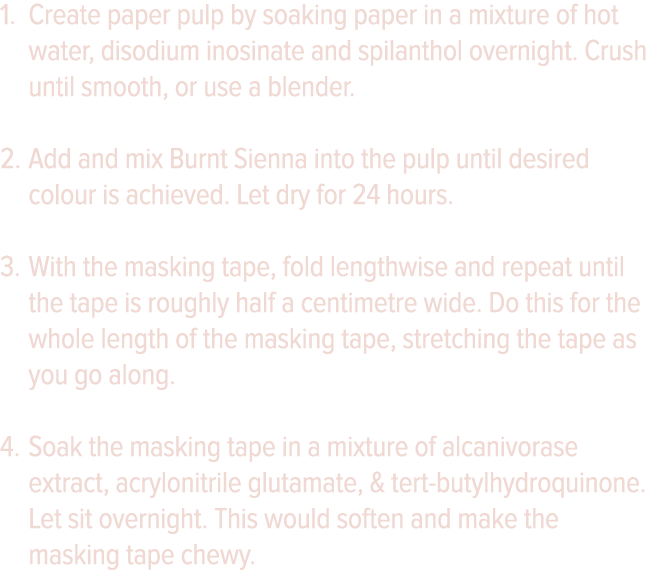 1. Create paper pulp by soaking paper in a mixture of hot
water, disodium inosinate and spilanthol overnight. Crush
until smooth, or use a blender.
2. Add and mix Burnt Sienna into the pulp until desired
colour is achieved. Let dry for 24 hours.
3. With the masking tape, fold lengthwise and repeat until
the tape is roughly half a centimetre wide. Do this for the
whole length of the masking tape, stretching the tape as
you go along.
4. Soak the masking tape in a mixture of alcanivorase
extract, acrylonitrile glutamate, & tert-butylhydroquinone.
Let sit overnight. This would soften and make the
masking tape chewy.